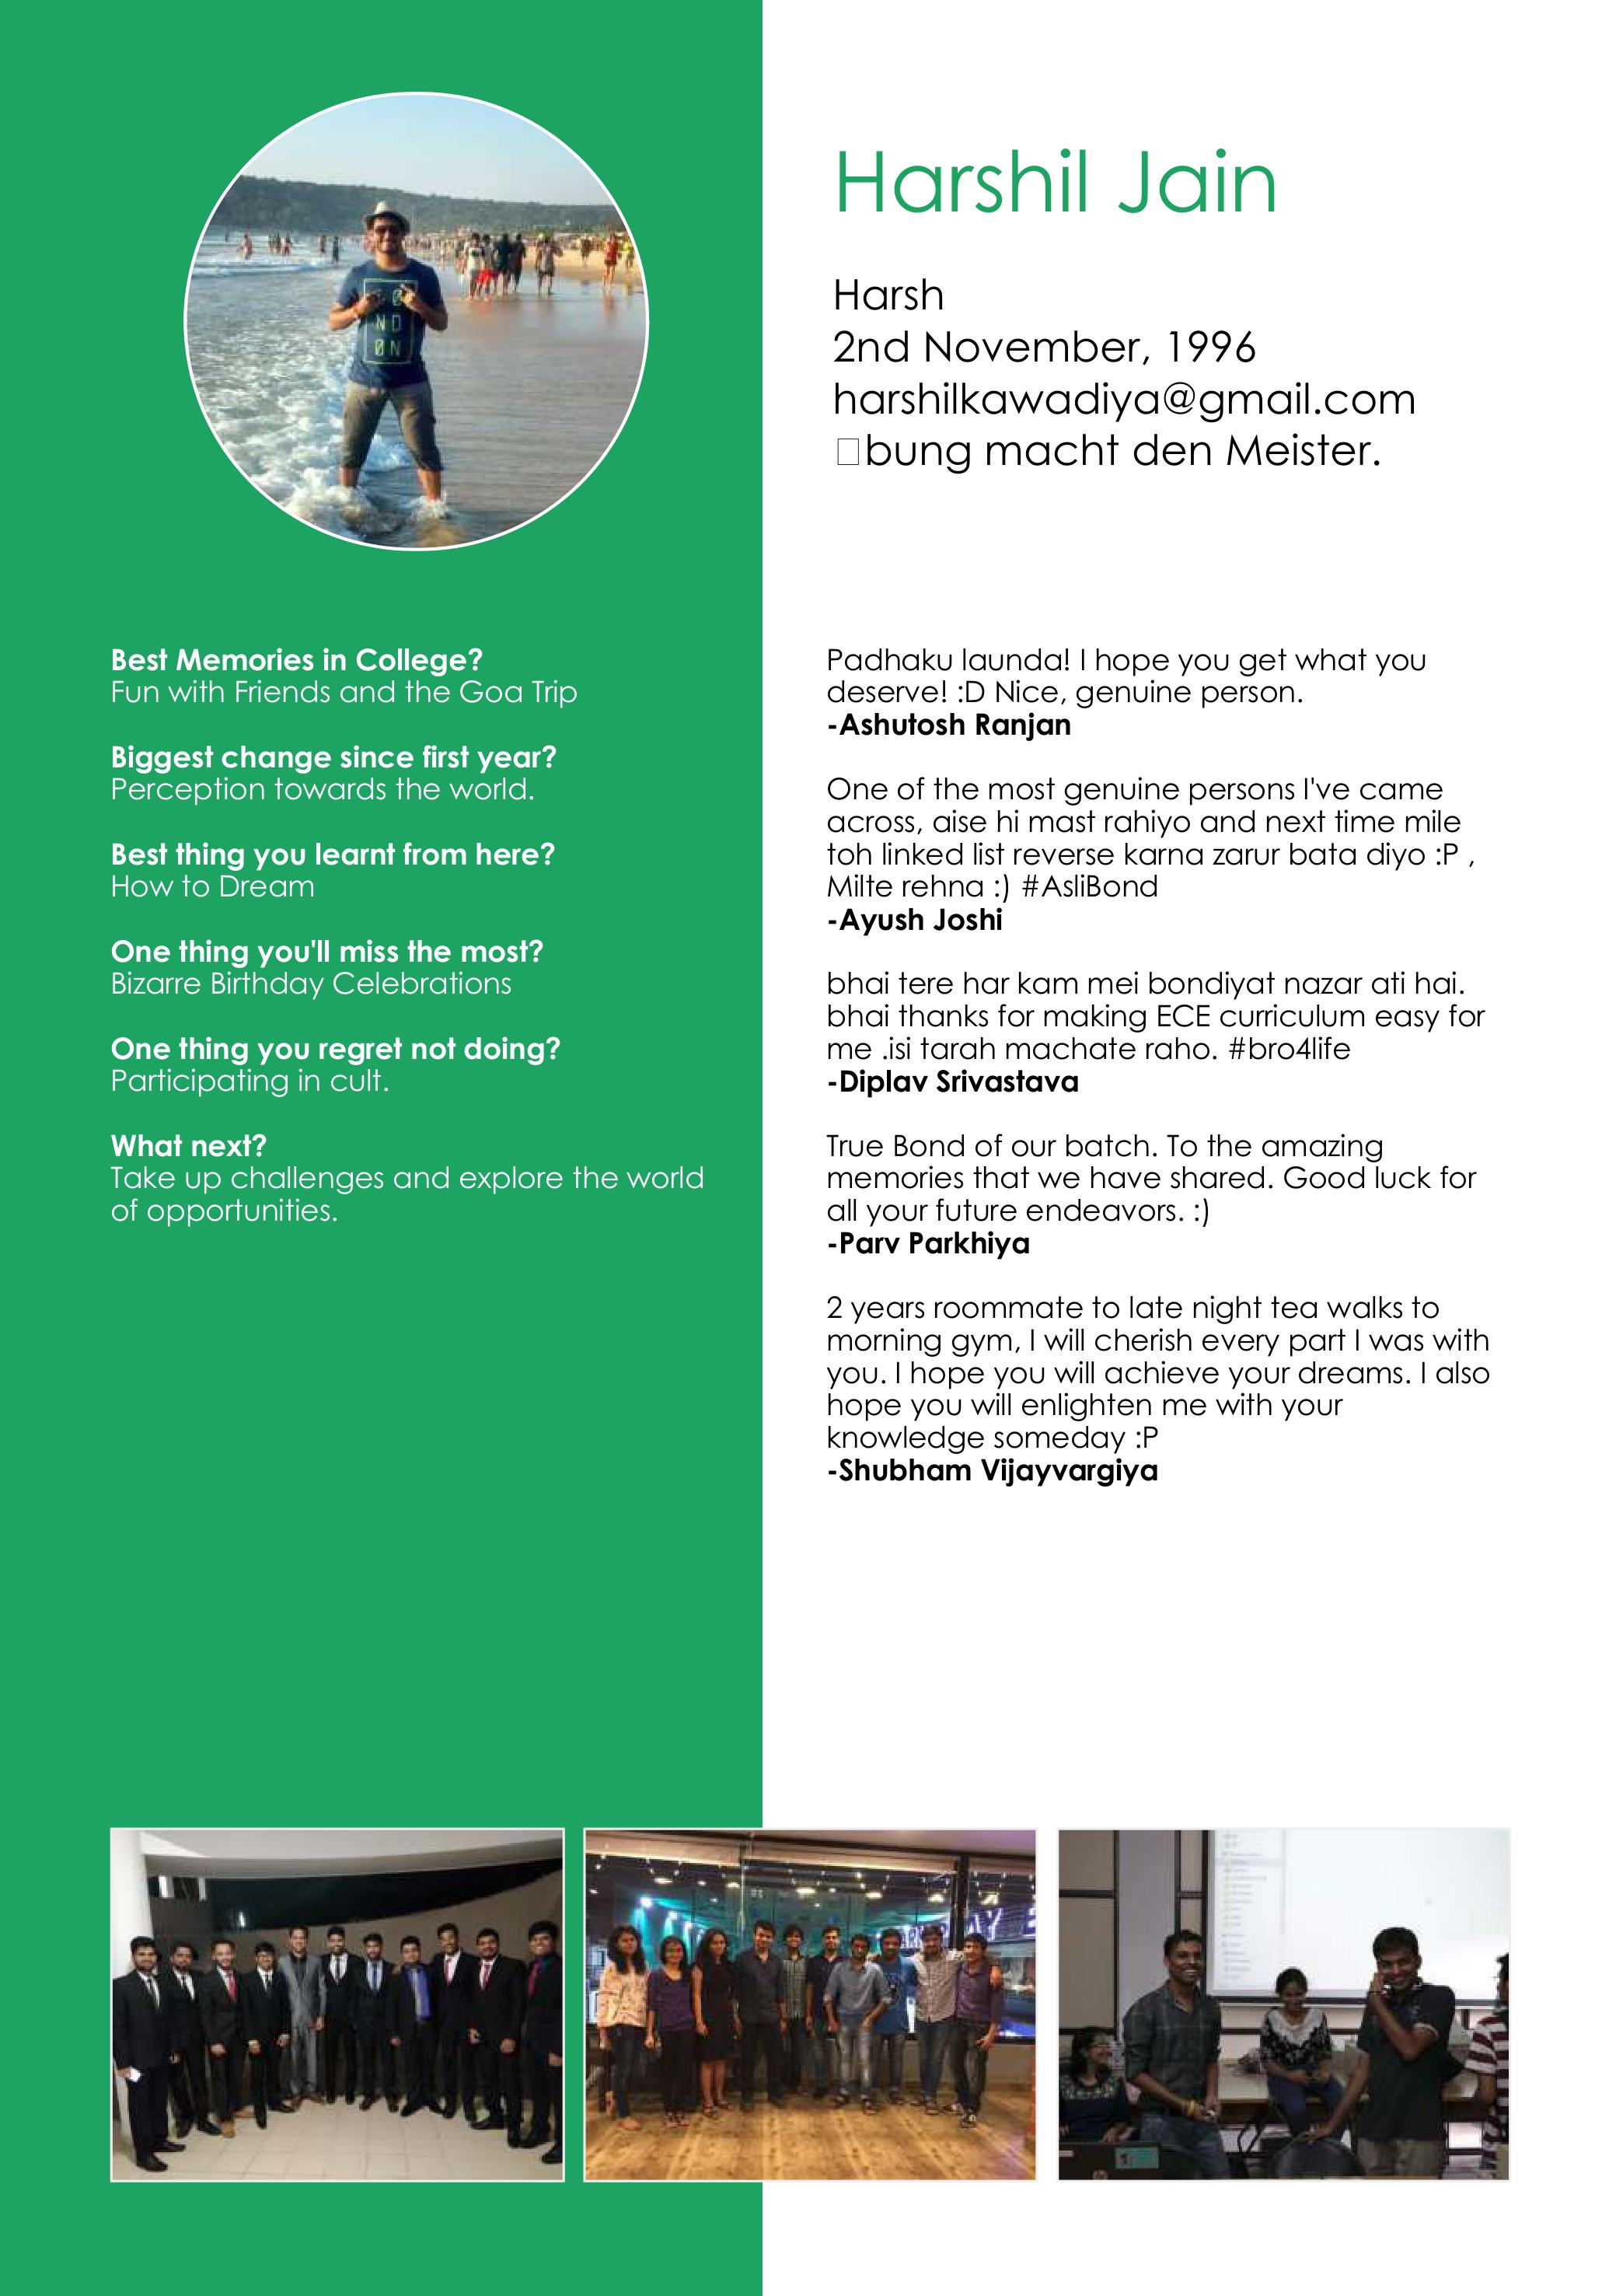 Harshil Jain
Harsh
2nd November, 1996
harshilkawadiya@gmail.com
□bung macht den Meister.
Best Memories in College?
Fun with Friends and the Goa Trip
Biggest change since first year?
Perception towards the world.
Best thing you learnt from here?
How to Dream
One thing you'll miss the most?
Bizarre Birthday Celebrations
One thing you regret not doing?
Participating in cult.
What next?
Take up challenges and explore the world
of opportunities.
Padhaku launda! I hope you get what you
deserve! :D Nice, genuine person.
-Ashutosh Ranjan
One of the most genuine persons I've came
across, aise hi mast rahiyo and next time mile
toh linked list reverse karna zarur bata diyo :P ,
Milte rehna :) #AsliBond
-Ayush Joshi
bhai tere har kam mei bondiyat nazar ati hai.
bhai thanks for making ECE curriculum easy for
me .isi tarah machate raho. #bro4life
-Diplav Srivastava
True Bond of our batch. To the amazing
memories that we have shared. Good luck for
all your future endeavors. :)
-Parv Parkhiya
2 years roommate to late night tea walks to
morning gym, I will cherish every part I was with
you. I hope you will achieve your dreams. I also
hope you will enlighten me with your
knowledge someday :P
-Shubham Vijayvargiya